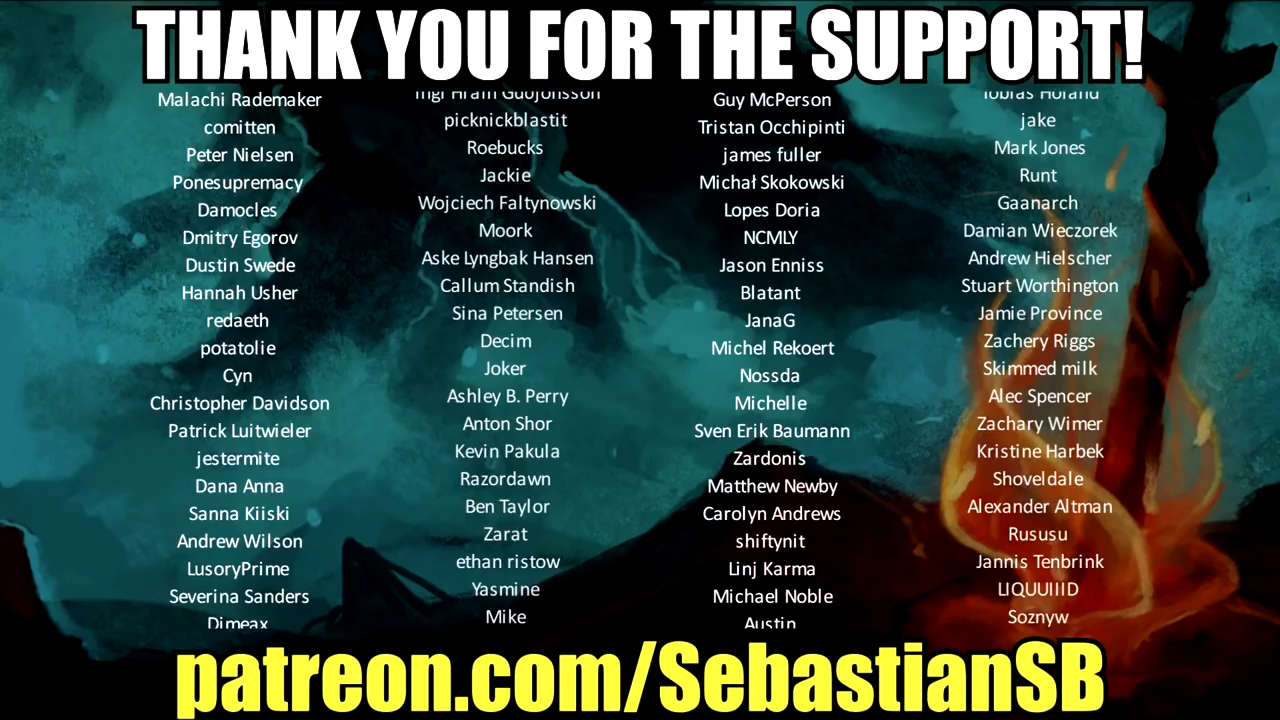 THANK YOU FOR THE SUPPORT!
Malachi Rademaker
comitten
Peter Nielsen
Ponesupremacy
Damocles
Dmitry Egorov
Dustin Swede
Hannah Usher
redaeth
potatolie
Cyn
Christopher Davidson
Patrick Luitwieler
jestermite
Dana Anna
Sanna Kiiski
Andrew Wilson
LusoryPrime
Severina Sanders
Dimeax
picknickblastit
Roebucks
Jackie
Wojciech Faltynowski
Moork
Aske Lyngbak Hansen
Callum Standish
Sina Petersen
Decim
Joker
Ashley B. Perry
Anton Shor
Kevin Pakula
Razordawn
Ben Taylor
Zarat
ethan ristow
Yasmine
Mike
Guy McPerson
Tristan Occhipinti
james fuller
Michał Skokowski
Lopes Doria
NCMLY
Jason Enniss
Blatant
JanaG
Michel Rekoert
Nossda
Michelle
Sven Erik Baumann
Zardonis
Matthew Newby
Carolyn Andrews
shiftynit
Linj Karma
Michael Noble
Austin
Tobias Horand
jake
Mark Jones
Runt
Gaanarch
Damian Wieczorek
Andrew Hielscher
Stuart Worthington
Jamie Province
Zachery Riggs
Skimmed milk
Alec Spencer
Zachary Wimer
Kristine Harbek
Shoveldale
Alexander Altman
Rususu
Jannis Tenbrink
LIQUUIIID
Soznyw
patreon.com/SebastianSB